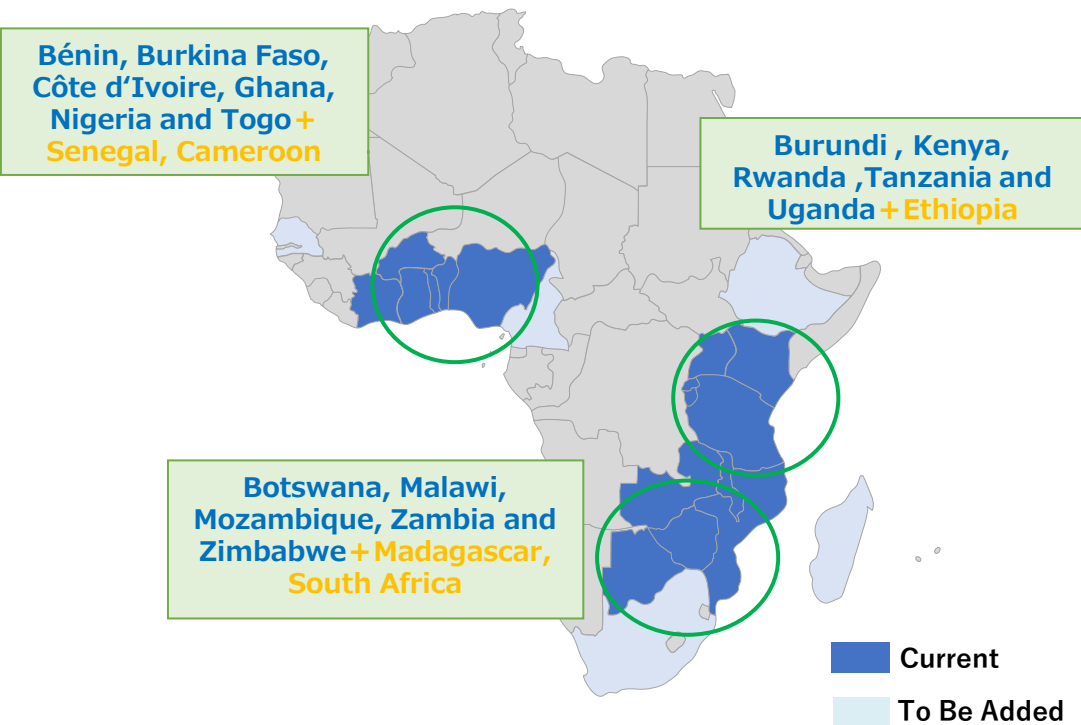 Bénin, Burkina Faso,
Côte d’Ivoire, Ghana,
Nigeria and Togo+
Senegal, Cameroon
Burundi , Kenya,
Rwanda ,Tanzania and
Uganda+Ethiopia
Botswana, Malawi,
Mozambique, Zambia and
Zimbabwe+Madagascar,
South Africa
Current
To Be Added